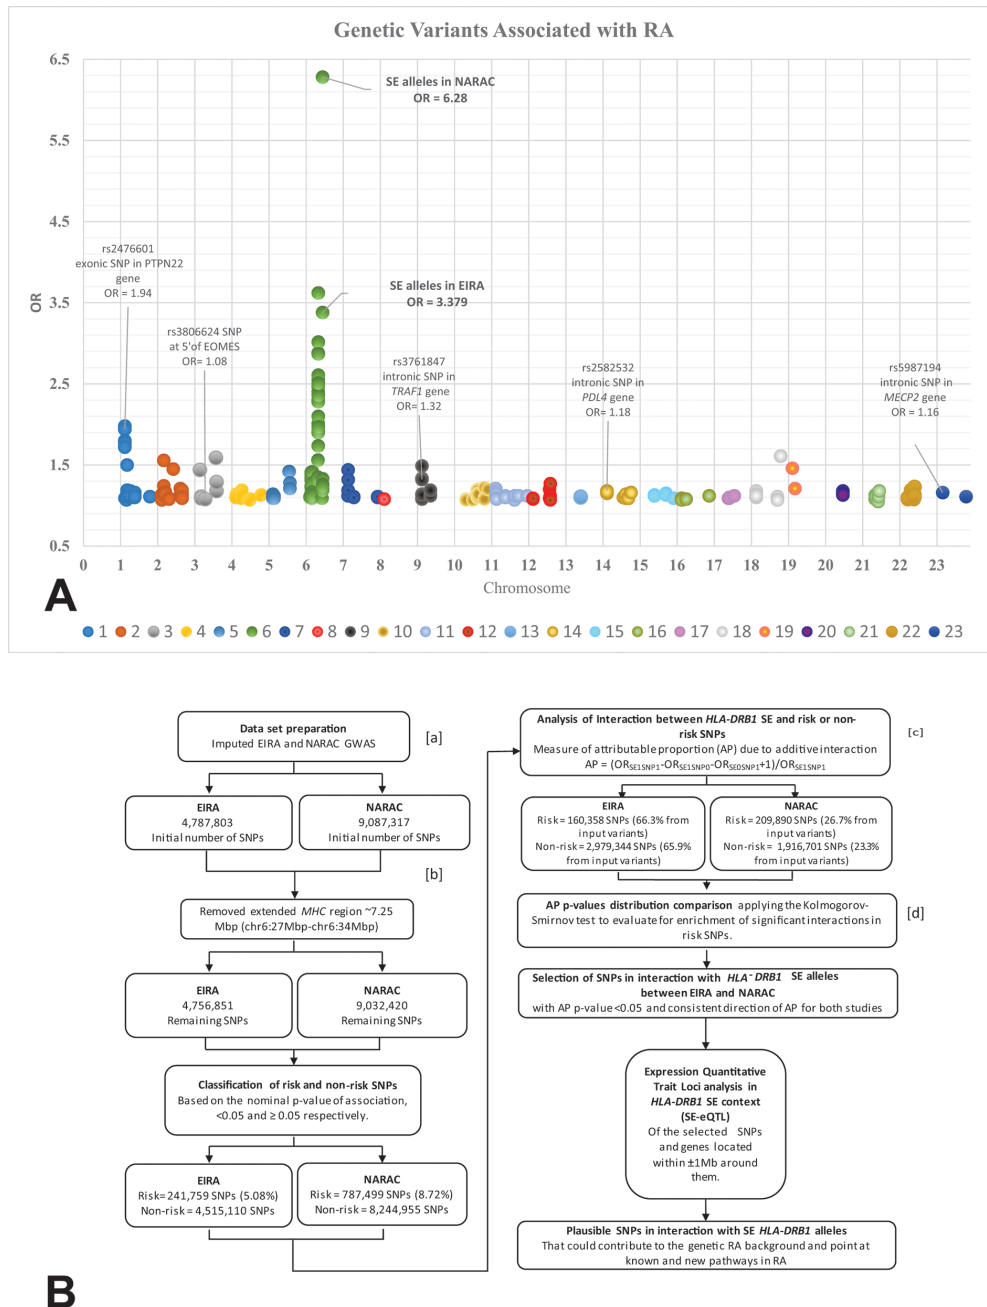 Genetic Variants Associated with RA
6.5
5.5
4.5
3.5
2.5
1.5
0.5
OR
SE alleles in NARAC
OR = 6.28
rs2476601
exonic SNP in PTPN22
gene
OR = 1.94
SE alleles in EIRA
OR = 3.379
rs3806624 SNP
at 5'of EOMES
OR= 1.08
rs3761847
intronic SNP in
TRAF1 gene
OR= 1.32
rs2582532
intronic SNP in
PDL4 gene
OR= 1.18
rs5987194
intronic SNP in
MECP2 gene
OR = 1.16
0 1 2 3 4 5 6 7 8 9 10 11 12 13 14 15 16 17 18 19 20 21 22 23
Chromosome
A
1 2 3 4 5 6 7 8 9 10 11 12 13 14 15 16 17 18 19 20 21 22 23
Data set preparation
Imputed EIRA and NARAC GWAS
[a]
EIRA
4,787,803
Initial number of SNPs
NARAC
9,087,317
Initial number of SNPs
[b]
Removed extended MHC region ~7.25
Mbp (chr6:27Mbp-chr6:34Mbp)
EIRA
4,756,851
Remaining SNPs
NARAC
9,032,420
Remaining SNPs
Classification of risk and non-risk SNPs
Based on the nominal p-value of association,
<0.05 and ≥ 0.05 respectively.
EIRA
Risk= 241,759 SNPs (5.08%)
Non-risk = 4,515,110 SNPs
NARAC
Risk = 787,499 SNPs (8.72%)
Non-risk = 8,244,955 SNPs
Analysis of Interaction between HLA-DRB1 SE and risk or non-
risk SNPs
Measure of attributable proportion (AP) due to additive interaction
AP = (ORSE1SNP1-ORSE1SNP0-ORSE0SNP1+1)/ORSE1SNP1
[c]
EIRA
Risk = 160,358 SNPs (66.3% from
input variants)
Non-risk = 2,979,344 SNPs (65.9%
from input variants)
NARAC
Risk = 209,890 SNPs (26.7% from
input variants)
Non-risk = 1,916,701 SNPs (23.3%
from input variants)
AP p-values distribution comparison applying the Kolmogorov-
Smirnov test to evaluate for enrichment of significant interactions in
risk SNPs.
[d]
Selection of SNPs in interaction with HLA-DRB1 SE alleles
between EIRA and NARAC
with AP p-value <0.05 and consistent direction of AP for both studies
Expression Quantitative
Trait Loci analysis in
HLA-DRB1 SE context
(SE-eQTL)
Of the selected SNPs
and genes located
within ±1Mb around
them.
Plausible SNPs in interaction with SE HLA-DRB1 alleles
That could contribute to the genetic RA background and point at
known and new pathways in RA
B